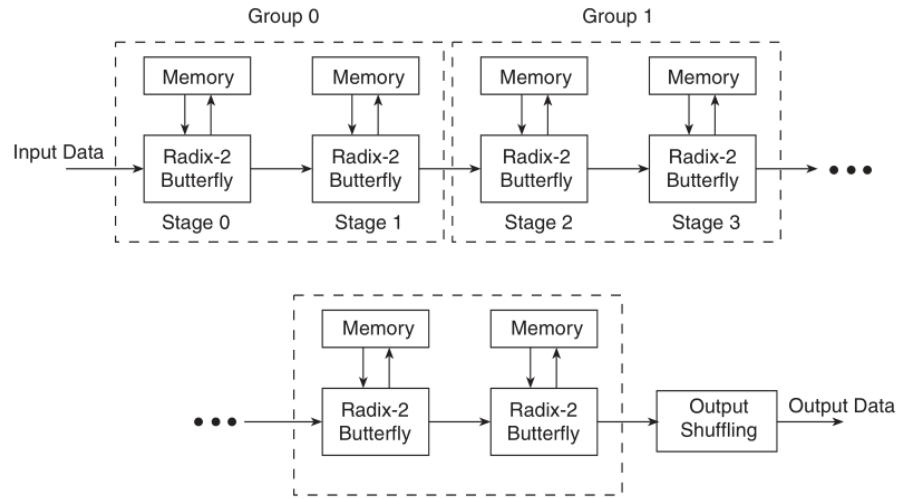 Group 0
Group 1
Memory
Memory
Memory
Memory
Input Data
Radix-2
Butterfly
Radix-2
Butterfly
Radix-2
Butterfly
Radix-2
Butterfly
Stage 0
Stage 1
Stage 2
Stage 3
Memory
Memory
Radix-2
Butterfly
Radix-2
Butterfly
Output
Shuffling
Output Data